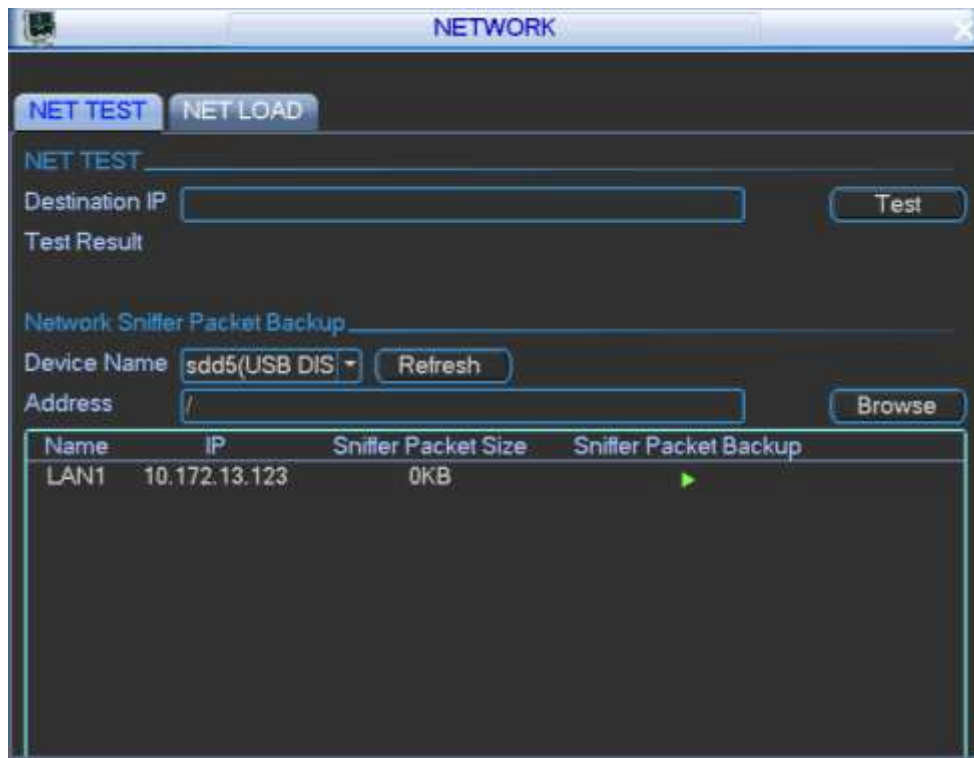 NETWORK
NET TEST NET LOAD
NET TEST
Destination IP Test
Test Result
Network Sniffer Packet Backup
Device Name sdd5(USB DIS Refresh
Address / Browse
Name IP Sniffer Packet Size Sniffer Packet Backup
LAN1 10.172.13.123 0KB